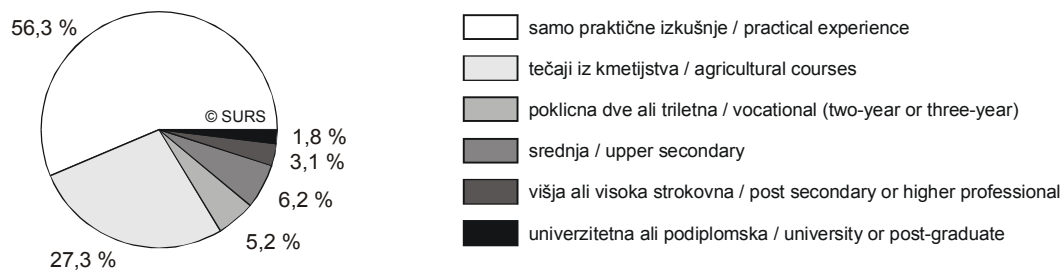 56,3 %
© SURS
1,8 %
3,1 %
6,2 %
5,2 %
27,3 %
samo praktične izkušnje / practical experience
tečaji iz kmetijstva / agricultural courses
poklicna dve ali triletna / vocational (two-year or three-year)
srednja / upper secondary
višja ali visoka strokovna / post secondary or higher professional
univerzitetna ali podiplomska / university or post-graduate